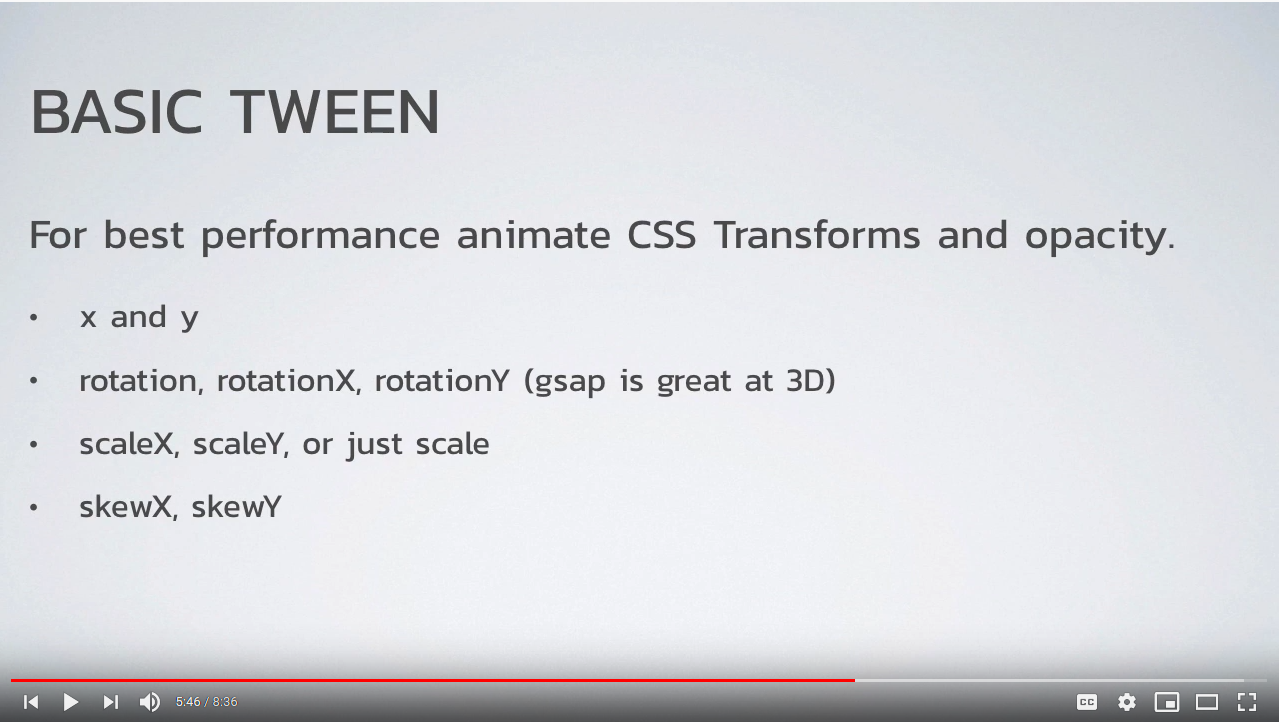 BASIC TWEEN
For best performance animate CSS Transforms and opacity.
• x and y
• rotation, rotationX, rotationY (gsap is great at 3D)
• scaleX, scaleY, or just scale
• skewX, skewY
5:46 / 8:36
CC